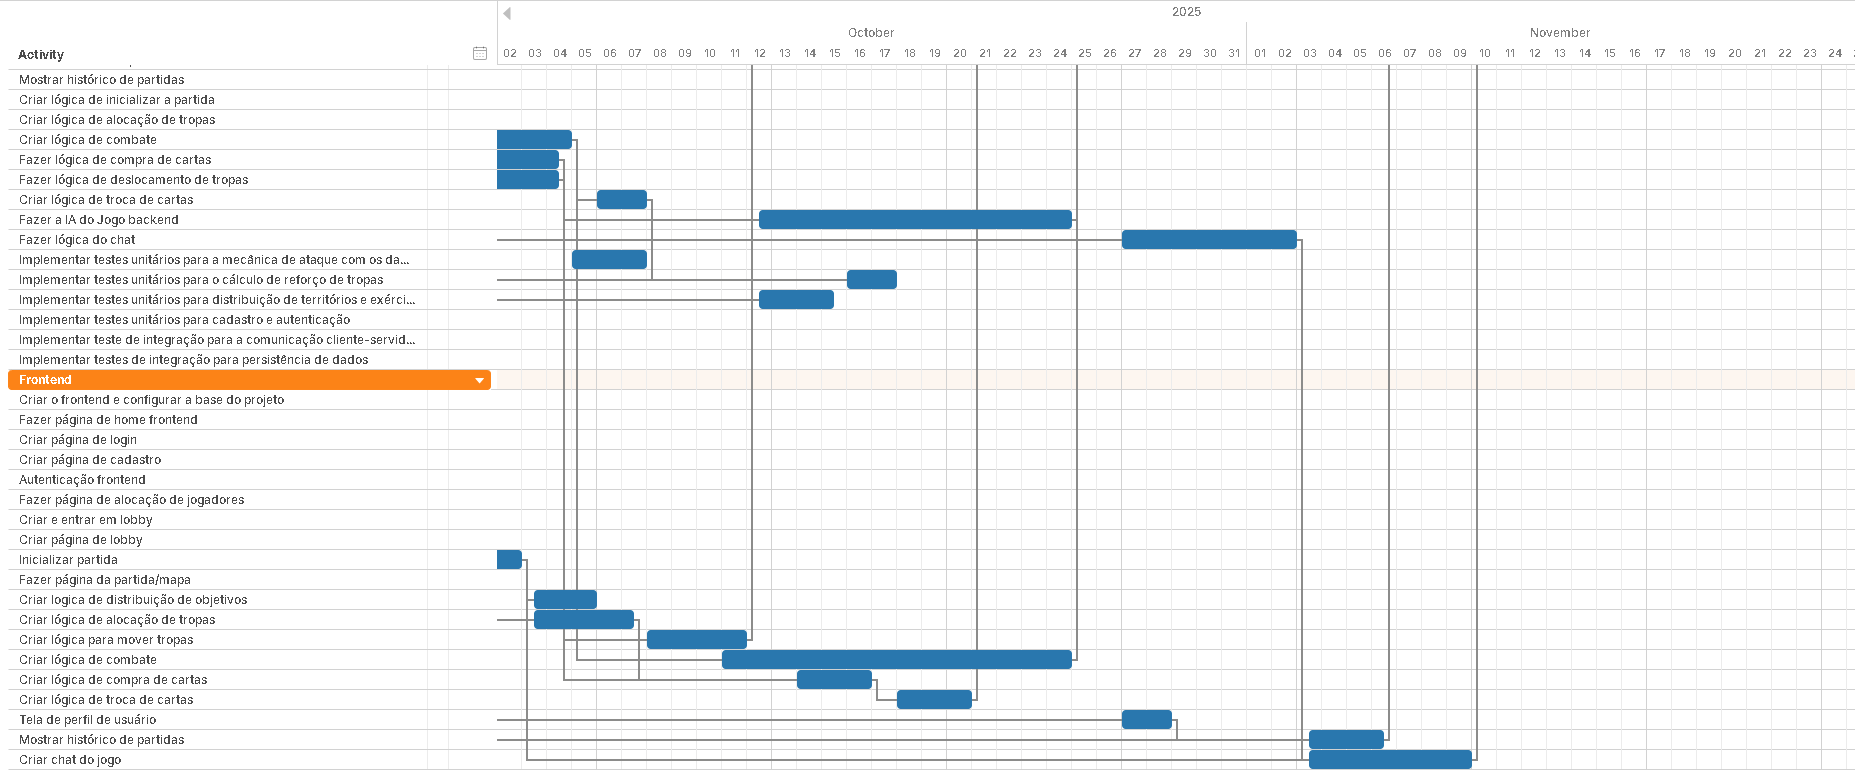 2025
October
November
Activity
02 03 04 05 06 07 08 09 10 11 12 13 14 15 16 17 18 19 20 21 22 23 24 25 26 27 28 29 30 31 01 02 03 04 05 06 07 08 09 10 11 12 13 14 15 16 17 18 19 20 21 22 23 24 25
Mostrar histórico de partidas
Criar lógica de inicializar a partida
Criar lógica de alocação de tropas
Criar lógica de combate
Fazer lógica de compra de cartas
Fazer lógica de deslocamento de tropas
Criar lógica de troca de cartas
Fazer a IA do Jogo backend
Fazer lógica do chat
Implementar testes unitários para a mecânica de ataque com os da...
Implementar testes unitários para o cálculo de reforço de tropas
Implementar testes unitários para distribuição de territórios e exérci...
Implementar testes unitários para cadastro e autenticação
Implementar teste de integração para a comunicação cliente-servid...
Implementar testes de integração para persistência de dados
Frontend
Criar o frontend e configurar a base do projeto
Fazer página de home frontend
Criar página de login
Criar página de cadastro
Autenticação frontend
Fazer página de alocação de jogadores
Criar e entrar em lobby
Criar página de lobby
Inicializar partida
Fazer página da partida/mapa
Criar logica de distribuição de objetivos
Criar lógica de alocação de tropas
Criar lógica para mover tropas
Criar lógica de combate
Criar lógica de compra de cartas
Criar lógica de troca de cartas
Tela de perfil de usuário
Mostrar histórico de partidas
Criar chat do jogo